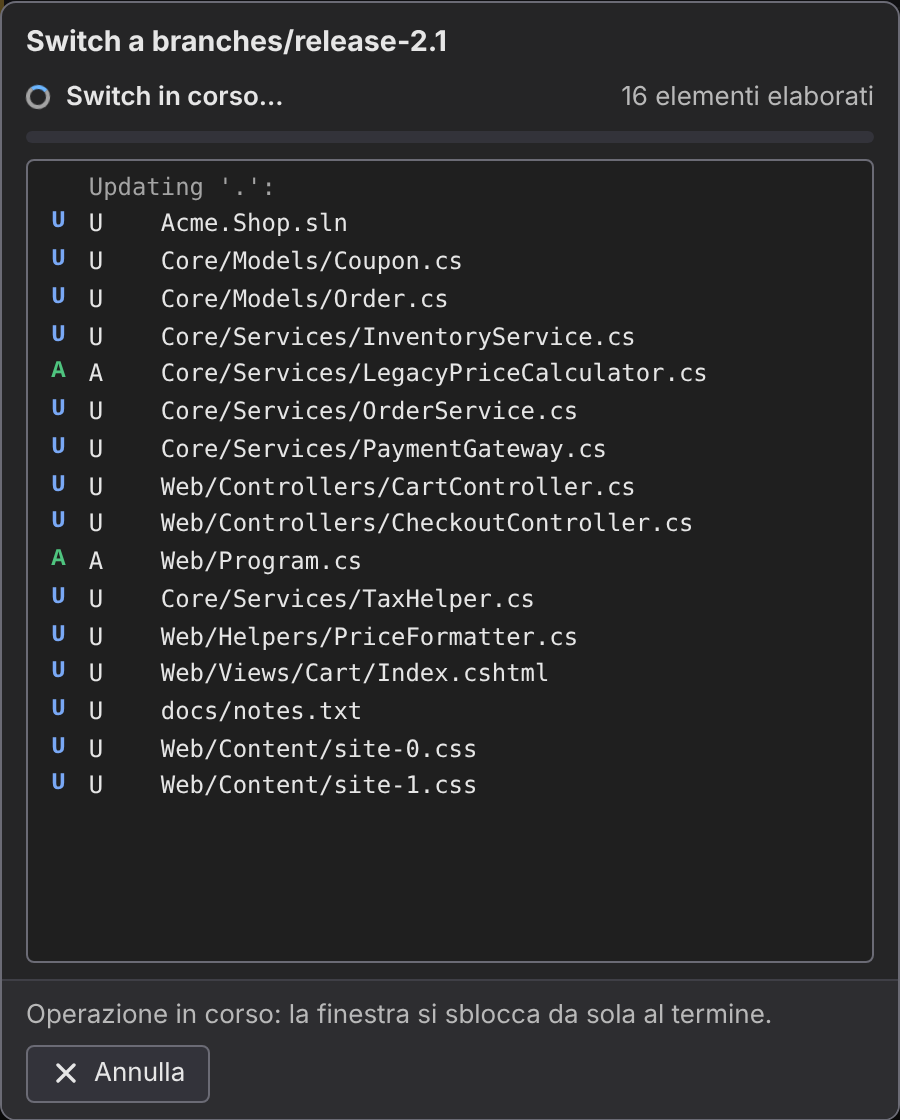 Switch a branches/release-2.1
Switch in corso... 16 elementi elaborati
Updating '.':
U U Acme.Shop.sln
U U Core/Models/Coupon.cs
U U Core/Models/Order.cs
U U Core/Services/InventoryService.cs
A A Core/Services/LegacyPriceCalculator.cs
U U Core/Services/OrderService.cs
U U Core/Services/PaymentGateway.cs
U U Web/Controllers/CartController.cs
U U Web/Controllers/CheckoutController.cs
A A Web/Program.cs
U U Core/Services/TaxHelper.cs
U U Web/Helpers/PriceFormatter.cs
U U Web/Views/Cart/Index.cshtml
U U docs/notes.txt
U U Web/Content/site-0.css
U U Web/Content/site-1.css
Operazione in corso: la finestra si sblocca da sola al termine.
Annulla